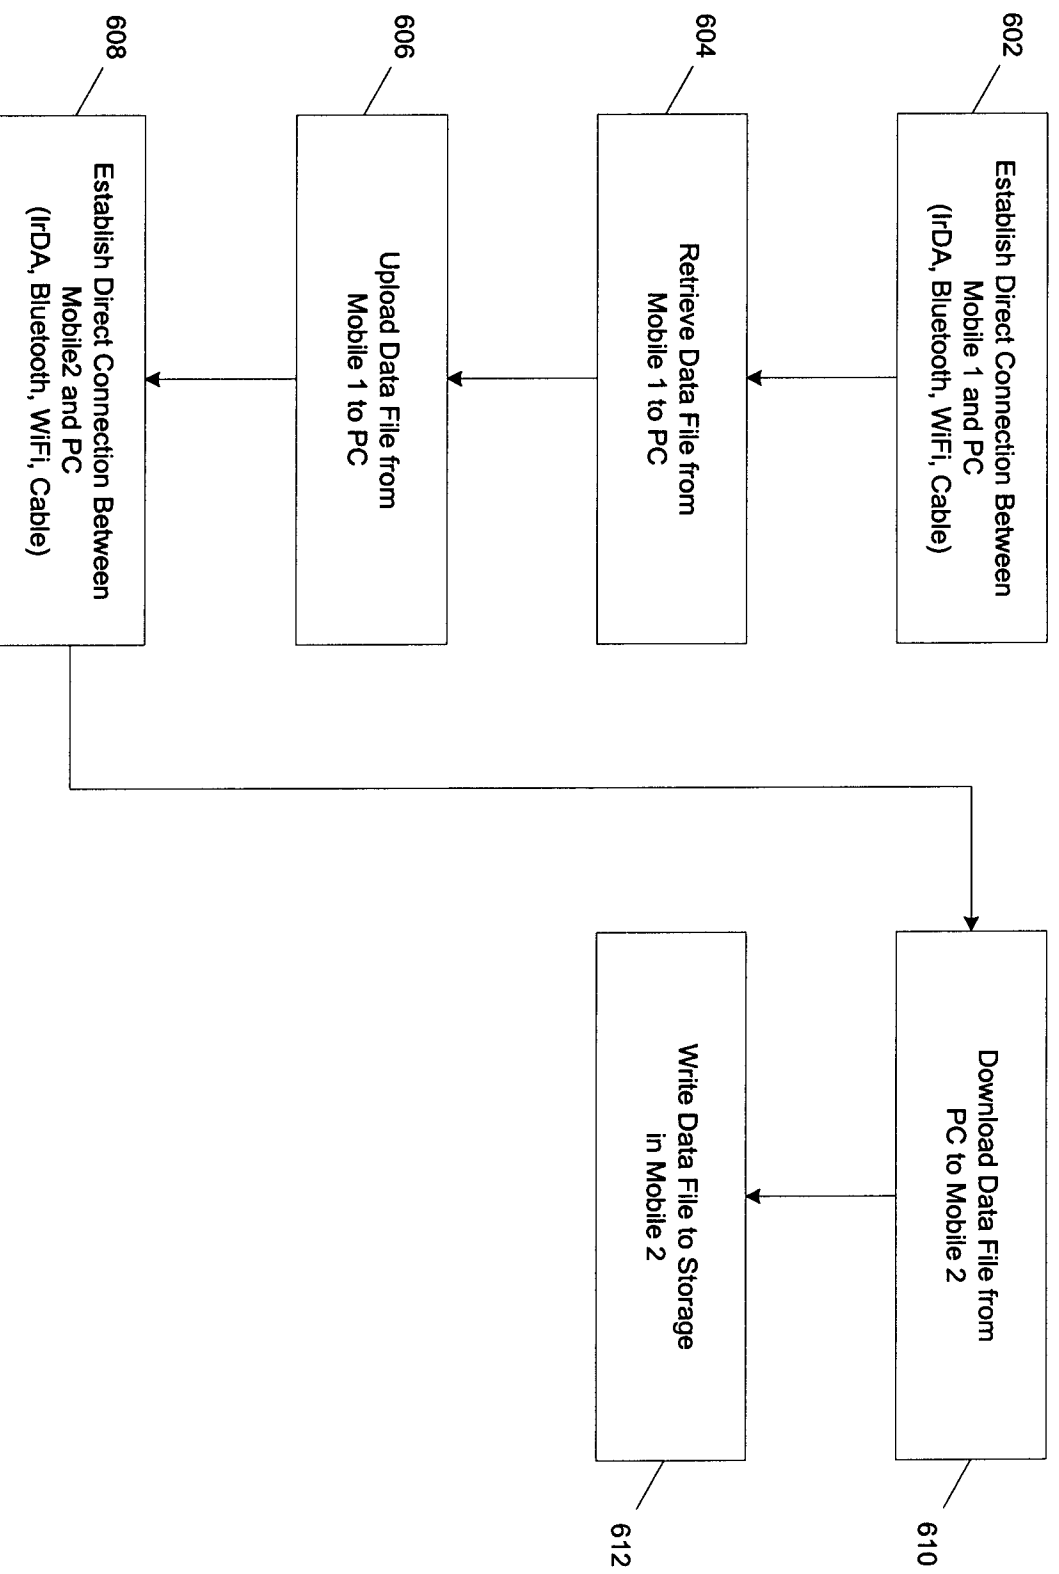 602
Establish Direct Connection Between
Mobile 1 and PC
(IrDA, Bluetooth, WiFi, Cable)
604
Retrieve Data File from
Mobile 1 to PC
606
Upload Data File from
Mobile 1 to PC
608
Establish Direct Connection Between
Mobile2 and PC
(IrDA, Bluetooth, WiFi, Cable)
Download Data File from
PC to Mobile 2
610
Write Data File to Storage
in Mobile 2
612